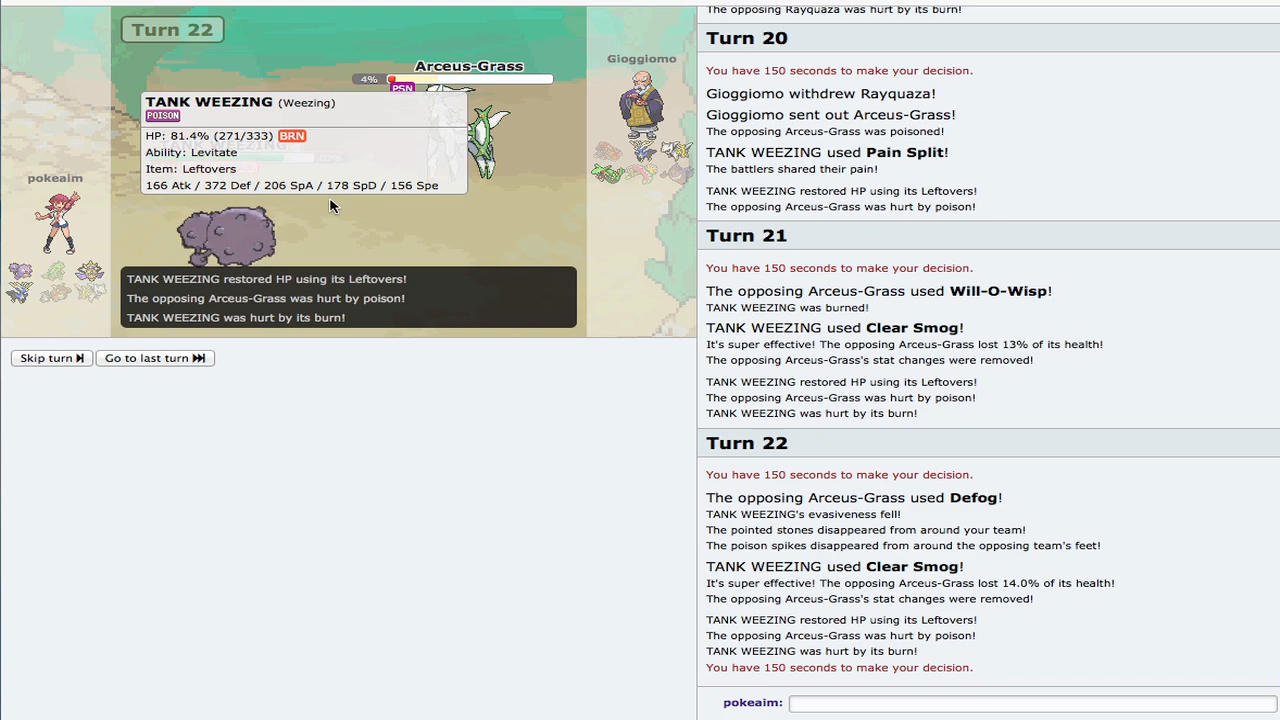 Turn 22
Arceus-Grass
4%
PSN
TANK WEEZING (Weezing)
POISON
HP: 81.4% (271/333) BRN
Ability: Levitate
Item: Leftovers
166 Atk / 372 Def / 206 SpA / 178 SpD / 156 Spe
pokeaim
Gioggiomo
TANK WEEZING restored HP using its Leftovers!
The opposing Arceus-Grass was hurt by poison!
TANK WEEZING was hurt by its burn!
Skip turn
Go to last turn
The opposing Rayquaza was hurt by its burn!
Turn 20
You have 150 seconds to make your decision.
Gioggiomo withdrew Rayquaza!
Gioggiomo sent out Arceus-Grass!
The opposing Arceus-Grass was poisoned!
TANK WEEZING used Pain Split!
The battlers shared their pain!
TANK WEEZING restored HP using its Leftovers!
The opposing Arceus-Grass was hurt by poison!
Turn 21
You have 150 seconds to make your decision.
The opposing Arceus-Grass used Will-O-Wisp!
TANK WEEZING was burned!
TANK WEEZING used Clear Smog!
It's super effective! The opposing Arceus-Grass lost 13% of its health!
The opposing Arceus-Grass's stat changes were removed!
TANK WEEZING restored HP using its Leftovers!
The opposing Arceus-Grass was hurt by poison!
TANK WEEZING was hurt by its burn!
Turn 22
You have 150 seconds to make your decision.
The opposing Arceus-Grass used Defog!
TANK WEEZING's evasiveness fell!
The pointed stones disappeared from around your team!
The poison spikes disappeared from around the opposing team's feet!
TANK WEEZING used Clear Smog!
It's super effective! The opposing Arceus-Grass lost 14.0% of its health!
The opposing Arceus-Grass's stat changes were removed!
TANK WEEZING restored HP using its Leftovers!
The opposing Arceus-Grass was hurt by poison!
TANK WEEZING was hurt by its burn!
You have 150 seconds to make your decision.
pokeaim: